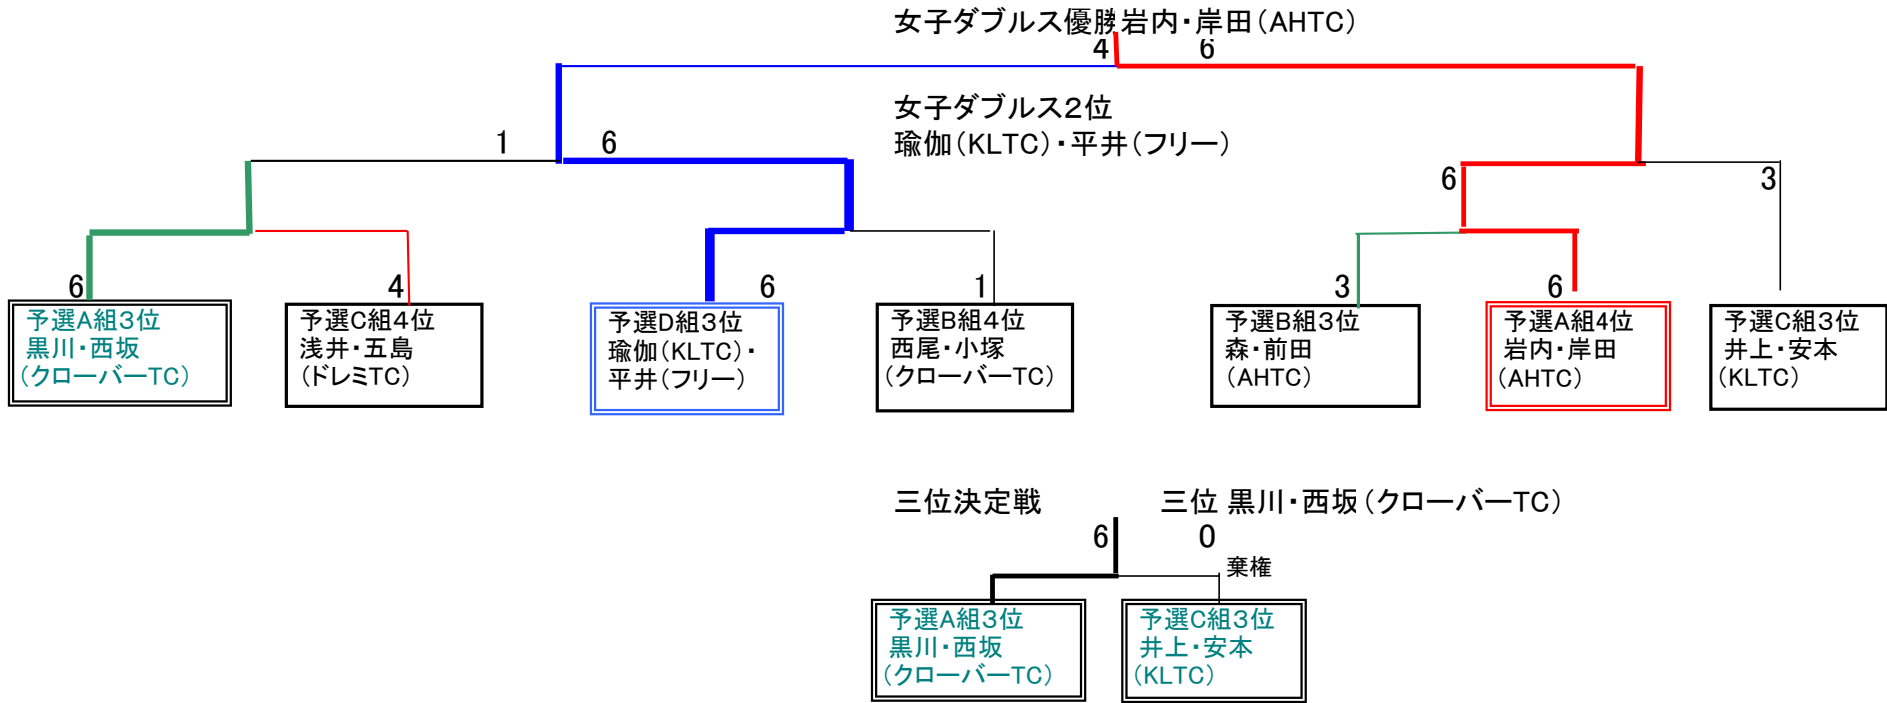 女子ダブルス優勝岩内・岸田(AHTC)
4 6
女子ダブルス2位
瑜伽(KLTC)・平井(フリー)
1 6
6 3
6 4 6 1 3 6
予選A組3位
黒川・西坂
(クローバーTC)
予選C組4位
浅井・五島
(ドレミTC)
予選D組3位
瑜伽(KLTC)・
平井(フリー)
予選B組4位
西尾・小塚
(クローバーTC)
予選B組3位
森・前田
(AHTC)
予選A組4位
岩内・岸田
(AHTC)
予選C組3位
井上・安本
(KLTC)
三位決定戦 三位 黒川・西坂(クローバーTC)
6 0
棄権
予選A組3位
黒川・西坂
(クローバーTC)
予選C組3位
井上・安本
(KLTC)